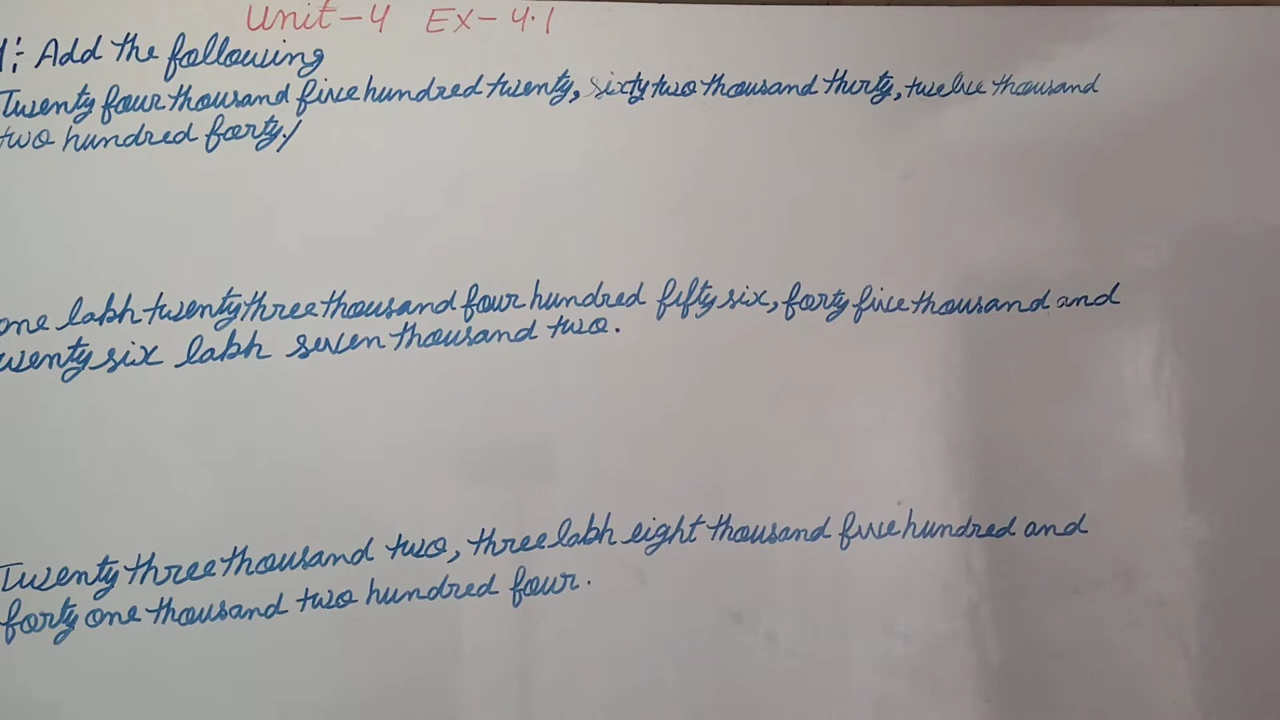 Unit-4 Ex-4.1
1:- Add the following
Twenty four thousand five hundred twenty, sixty two thousand thirty, twelve thousand
two hundred forty.
one lakh twenty three thousand four hundred fifty six, forty five thousand and
wenty six lakh seven thousand two.
Twenty three thousand two, three lakh eight thousand five hundred and
forty one thousand two hundred four.